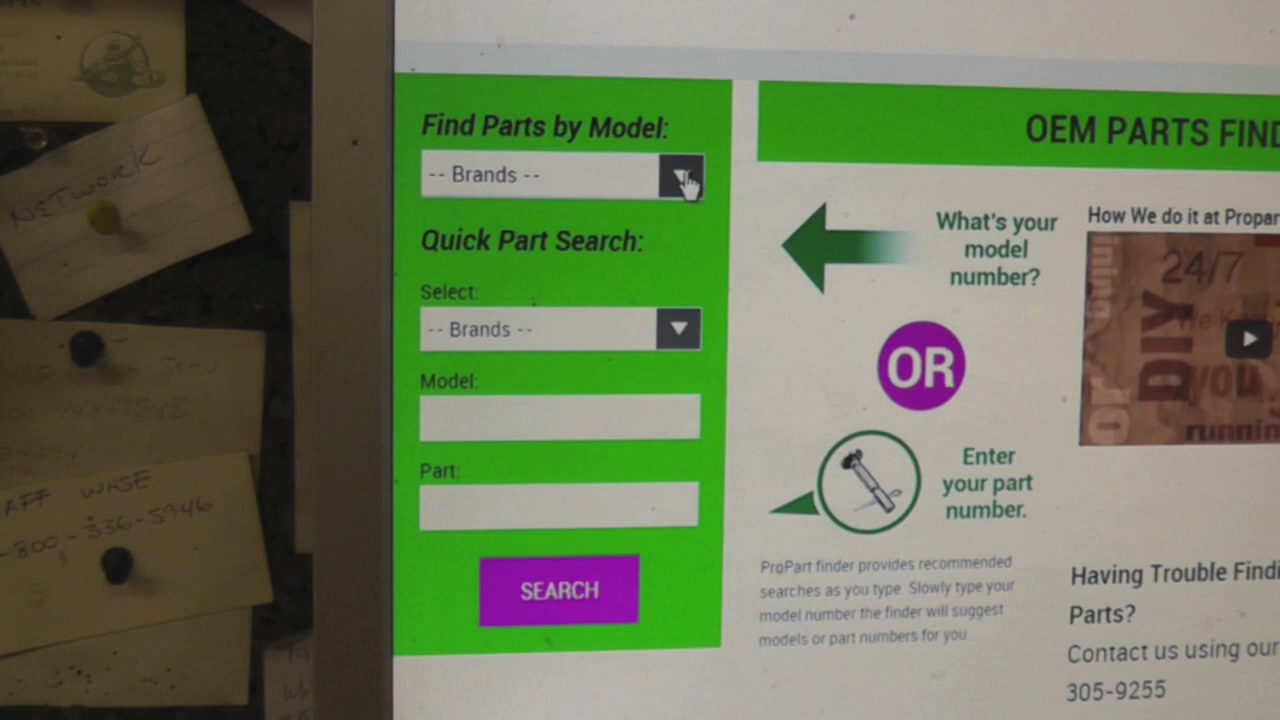 NETWORK
WHSE
-800-336-5946
Find Parts by Model:
-- Brands --
Quick Part Search:
Select:
-- Brands --
Model:
Part:
SEARCH
OEM PARTS FIND
What's your
model
number?
OR
Enter
your part
number.
ProPart finder provides recommended
searches as you type. Slowly type your
model number the finder will suggest
models or part numbers for you
How We do it at Propar
24/7
DIY
you
runnin
Having Trouble Findi
Parts?
Contact us using our
305-9255